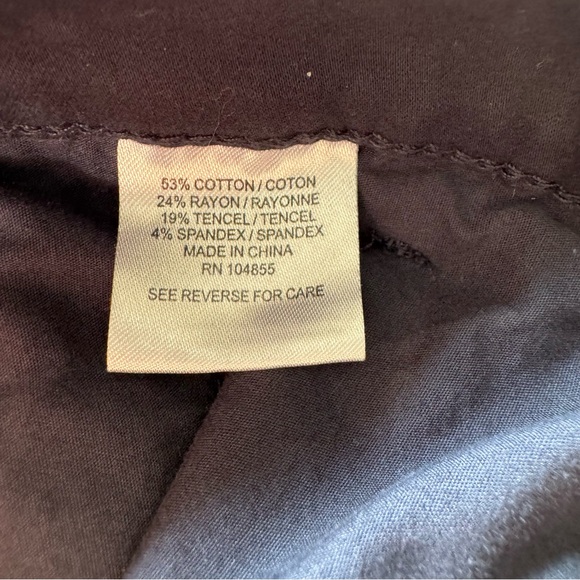 53% COTTON / COTON
24% RAYON / RAYONNE
19% TENCEL / TENCEL
4% SPANDEX / SPANDEX
MADE IN CHINA
RN 104855
SEE REVERSE FOR CARE